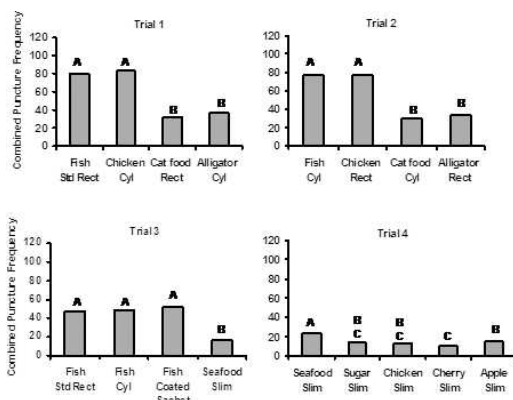 Trial 1
Combined Puncture Frequency
120
100
80
60
40
20
0
A
A
B
B
Fish
Std Rect
Chicken
Cyl
Cat food
Rect
Alligator
Cyl
Trial 2
120
100
80
60
40
20
0
A
A
B
B
Fish
Cyl
Chicken
Rect
Cat food
Cyl
Alligator
Rect
Trial 3
Combined Puncture Frequency
120
100
80
60
40
20
0
A
A
A
B
Fish
Std Rect
Fish
Cyl
Fish
Coated
Sachet
Seafood
Slim
Trial 4
120
100
80
60
40
20
0
A
B
C
B
C
C
B
Seafood
Slim
Sugar
Slim
Chicken
Slim
Cherry
Slim
Apple
Slim